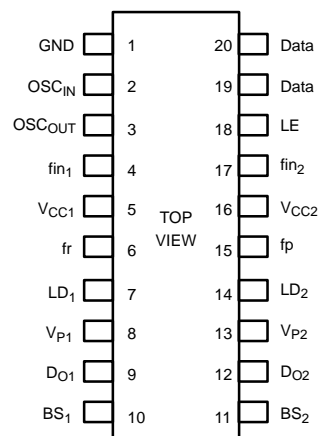 GND 1 20 Data
OSCIN 2 19 Data
OSCOUT 3 18 LE
fin1 4 17 fin2
VCC1 5 16 VCC2
TOP
VIEW
fr 6 15 fp
LD1 7 14 LD2
VP1 8 13 VP2
DO1 9 12 DO2
BS1 10 11 BS2